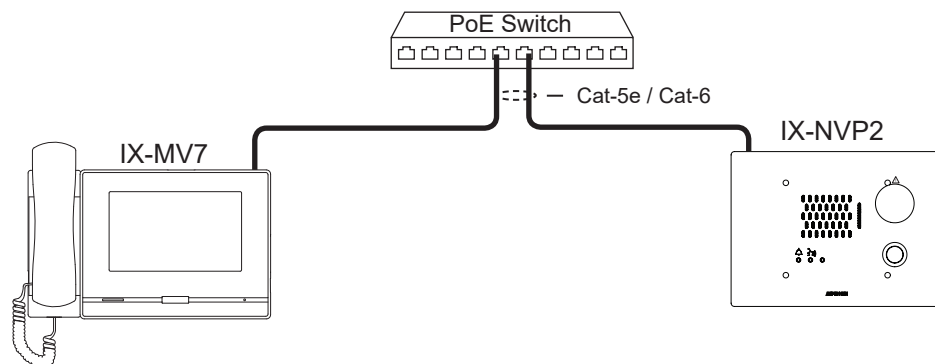 PoE Switch
Cat-5e / Cat-6
IX-MV7
IX-NVP2